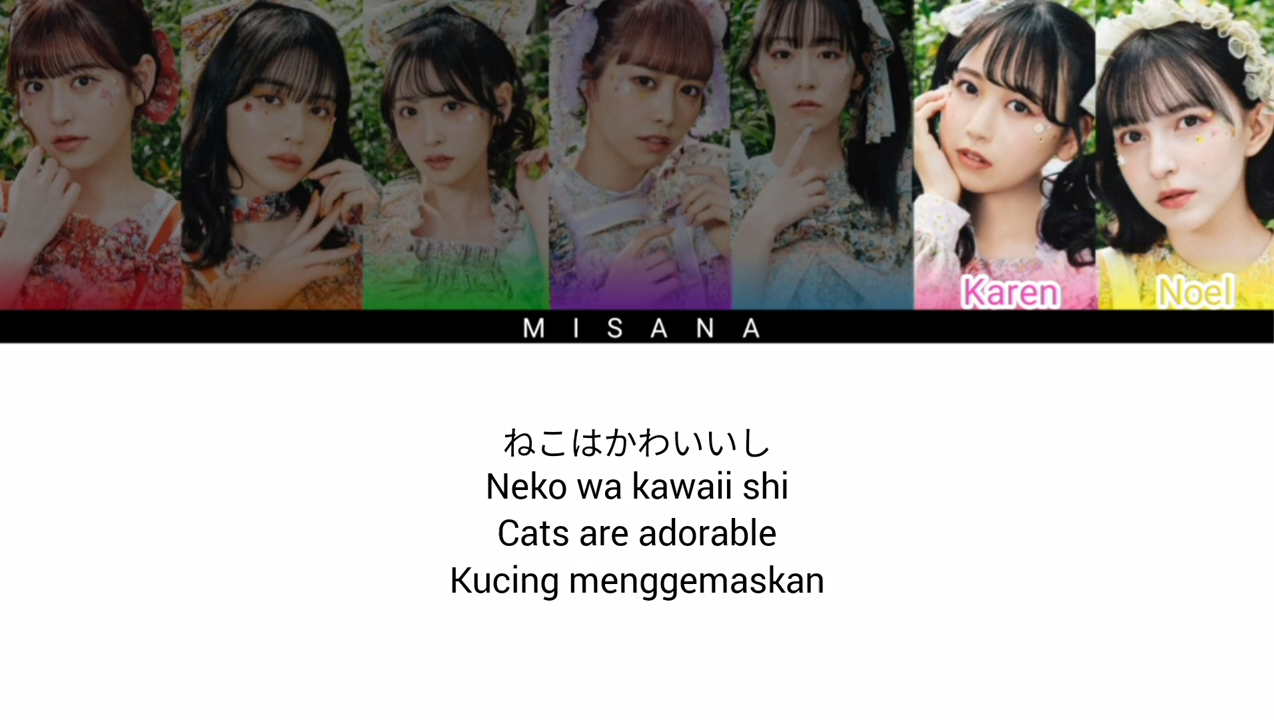 Karen Noel
MISANA
ねこはかわいいし
Neko wa kawaii shi
Cats are adorable
Kucing menggemaskan